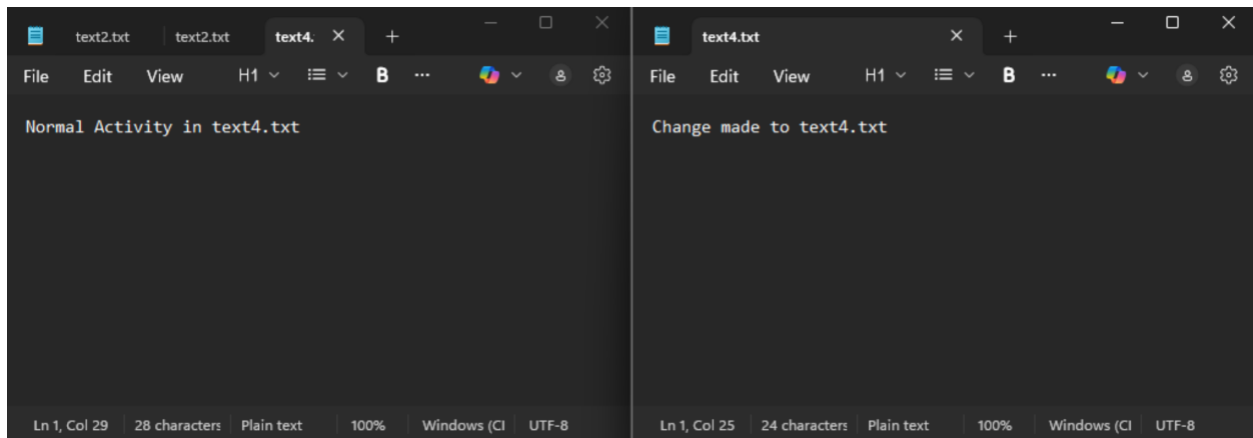 text2.txt text2.txt text4.
File Edit View H1 B
Normal Activity in text4.txt
Ln 1, Col 29 28 characters Plain text 100% Windows (Cl UTF-8
text4.txt
File Edit View H1 B
Change made to text4.txt
Ln 1, Col 25 24 characters Plain text 100% Windows (Cl UTF-8